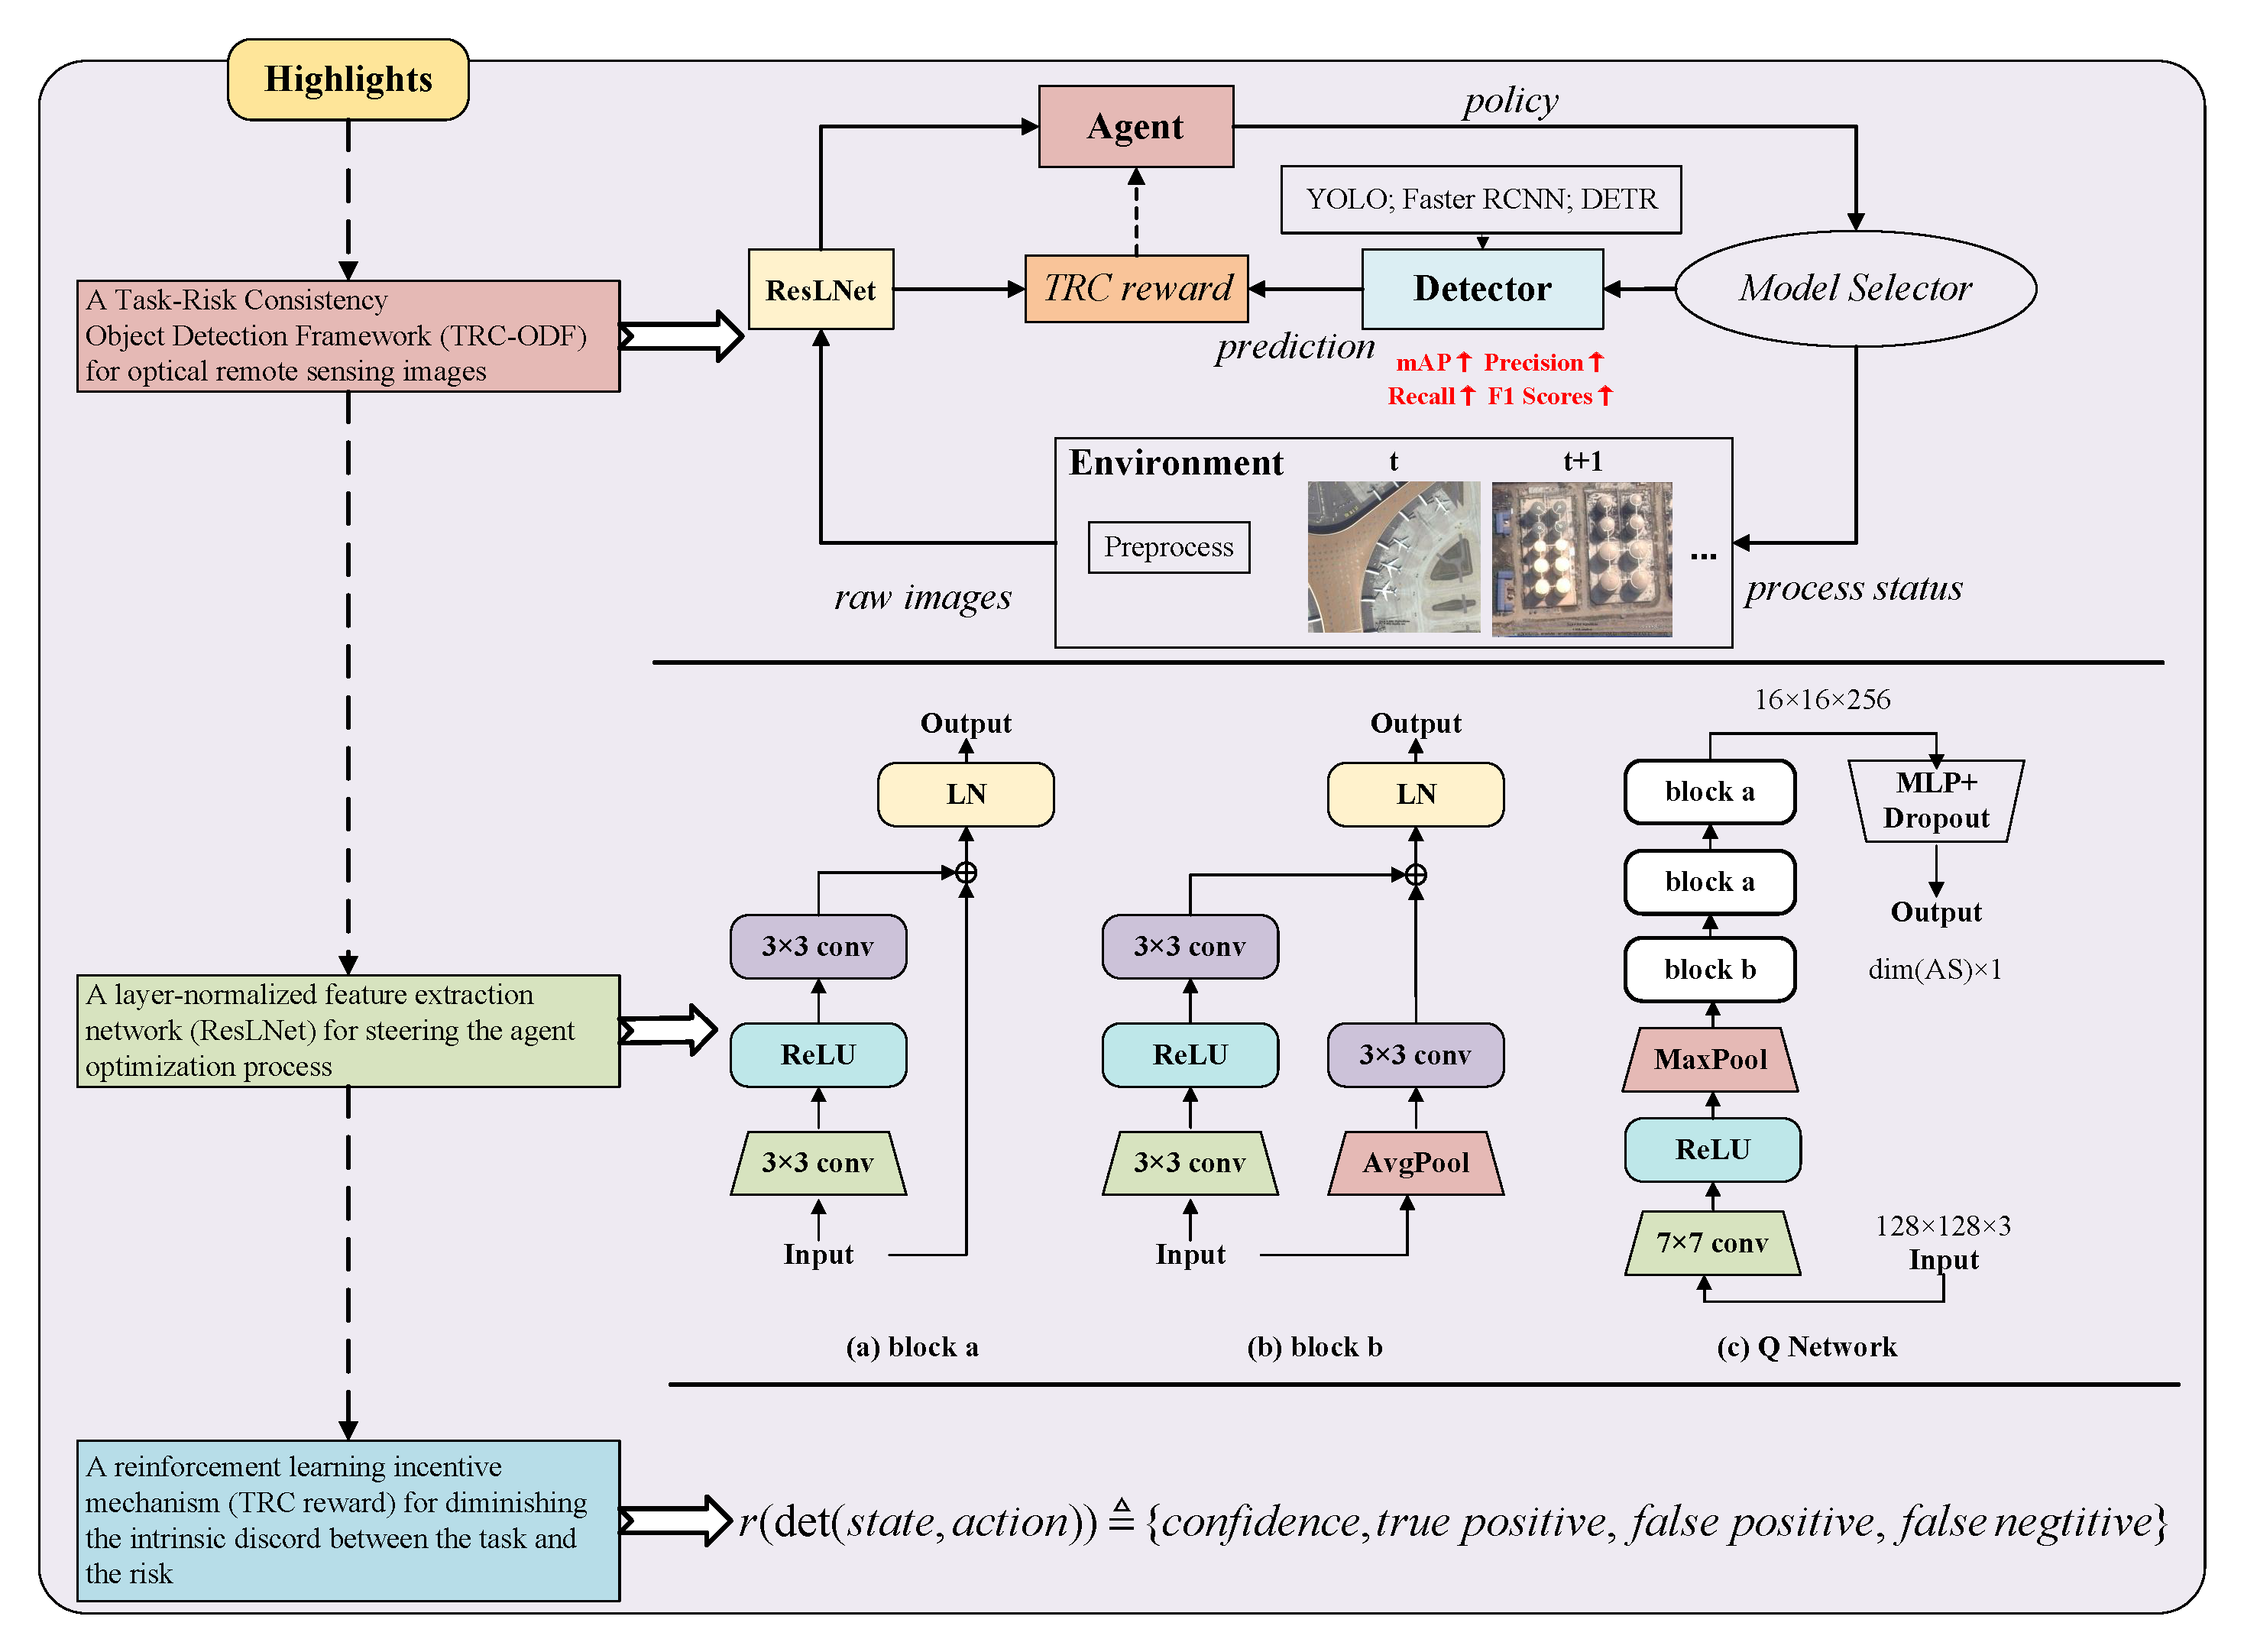 Highlights
A Task-Risk Consistency
Object Detection Framework (TRC-ODF)
for optical remote sensing images
Agent
policy
YOLO; Faster RCNN; DETR
ResLNet
TRC reward
Detector
Model Selector
prediction
mAP↑ Precision↑
Recall↑ F1 Scores↑
Environment
t
t+1
Preprocess
...
raw images
process status
A layer-normalized feature extraction
network (ResLNet) for steering the agent
optimization process
Output
LN
3×3 conv
ReLU
3×3 conv
Input
(a) block a
Output
LN
3×3 conv
ReLU
3×3 conv
3×3 conv
AvgPool
Input
(b) block b
16×16×256
block a
MLP+
Dropout
block a
Output
block b
dim(AS)×1
MaxPool
ReLU
7×7 conv
128×128×3
Input
(c) Q Network
A reinforcement learning incentive
mechanism (TRC reward) for diminishing
the intrinsic discord between the task and
the risk
r(det(state,action)) ≜ {confidence,true positive, false positive, false negtitive}